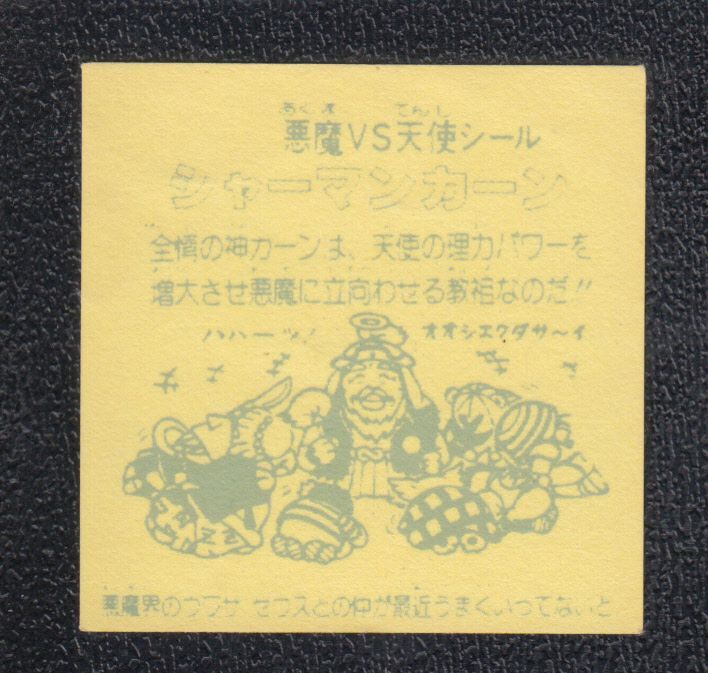 あくま てんし
悪魔VS天使シール
シャーマンカーン
全情の神カーンは、天使の理力パワーを
増大させ悪魔に立向わせる教祖なのだ!!
ハハーッ! オオシエクダサ〜イ
悪魔界のウワサ ゼウスとの仲が最近うまくいってないと